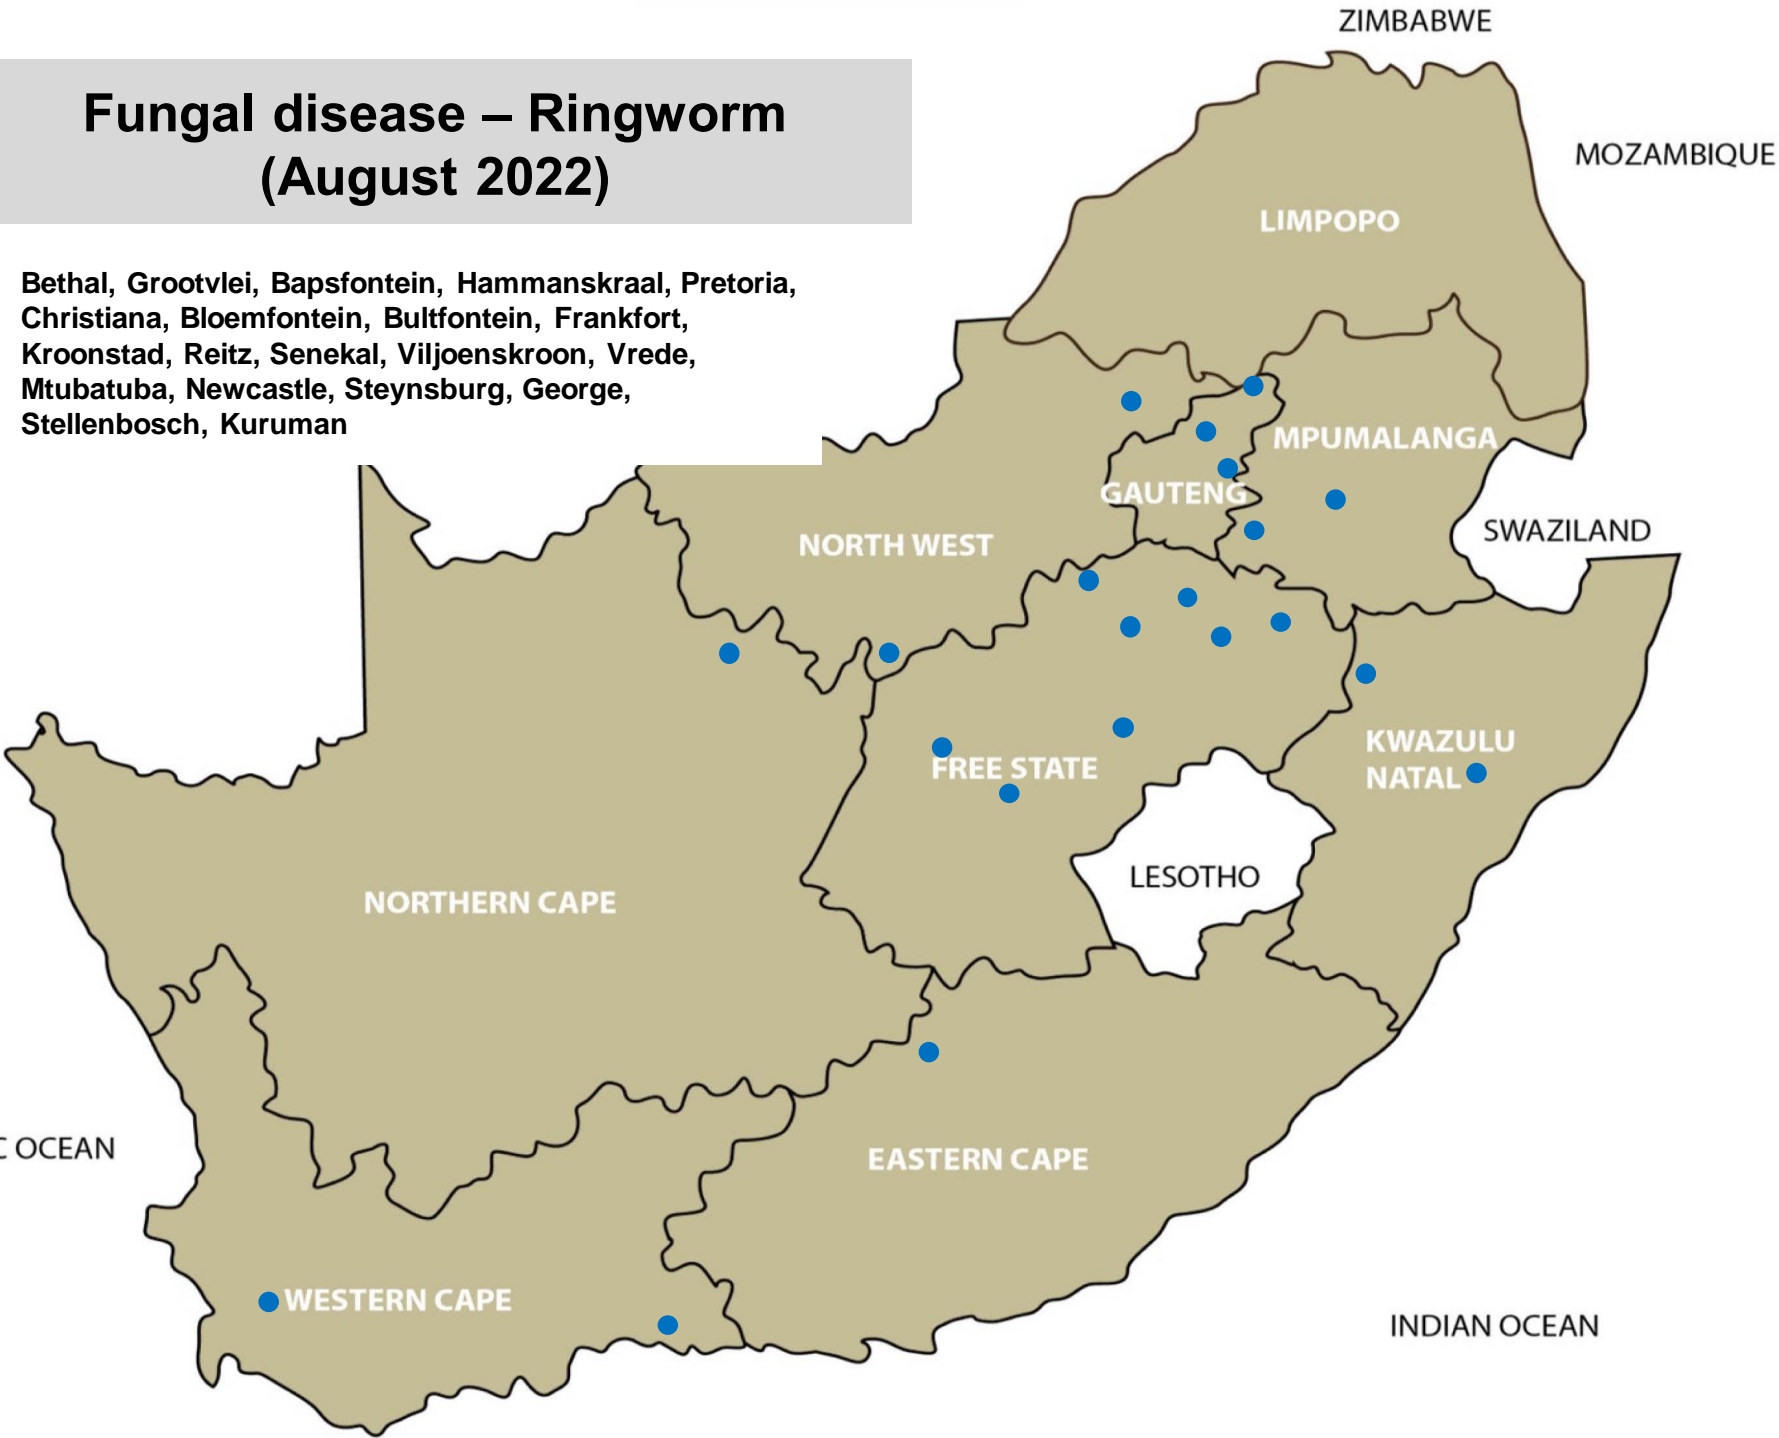 Fungal disease – Ringworm
(August 2022)
Bethal, Grootvlei, Bapsfontein, Hammanskraal, Pretoria,
Christiana, Bloemfontein, Bultfontein, Frankfort,
Kroonstad, Reitz, Senekal, Viljoenskroon, Vrede,
Mtubatuba, Newcastle, Steynsburg, George,
Stellenbosch, Kuruman
ZIMBABWE
MOZAMBIQUE
LIMPOPO
MPUMALANGA
GAUTENG
SWAZILAND
NORTH WEST
KWAZULU
NATAL
FREE STATE
LESOTHO
NORTHERN CAPE
C OCEAN
EASTERN CAPE
WESTERN CAPE
INDIAN OCEAN